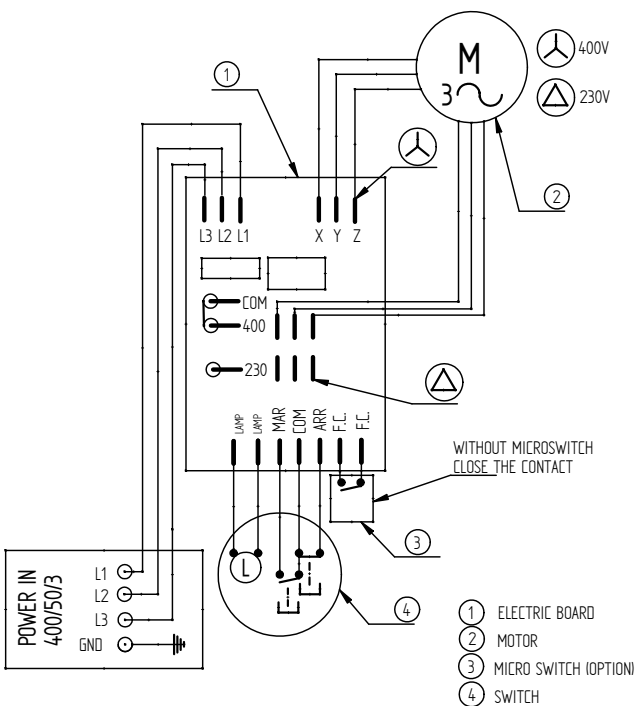 M
3
400V
230V
1
2
L3 L2 L1
X Y Z
COM
400
230
LAMP
LAMP
MAR
COM
ARR
F.C.
F.C.
WITHOUT MICROSWITCH
CLOSE THE CONTACT
3
L
4
POWER IN
400/50/3
L1
L2
L3
GND
1 ELECTRIC BOARD
2 MOTOR
3 MICRO SWITCH (OPTION)
4 SWITCH